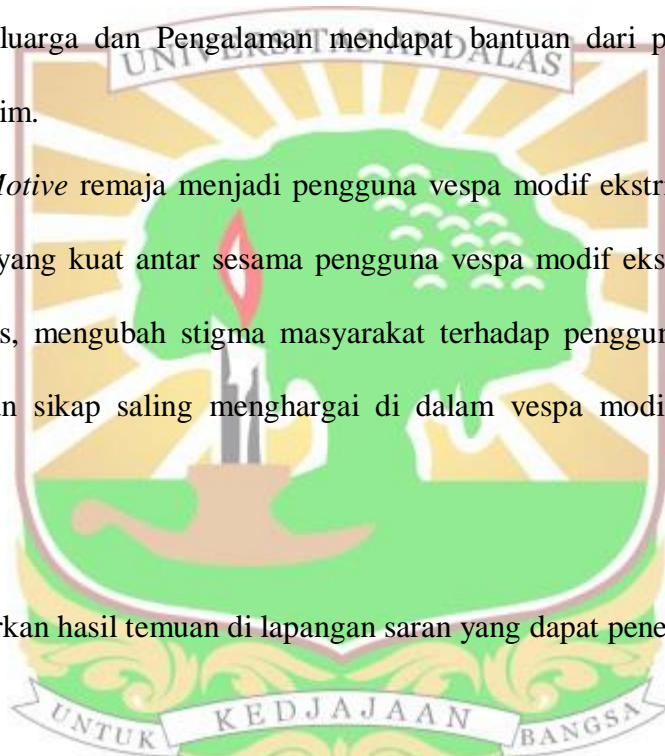 luarga dan Pengalaman mendapat bantuan dari p
UNIVERSITAS ANDALAS
im.
Motive remaja menjadi pengguna vespa modif ekstri
yang kuat antar sesama pengguna vespa modif eks
s, mengubah stigma masyarakat terhadap penggun
n sikap saling menghargai di dalam vespa modi
rkan hasil temuan di lapangan saran yang dapat pene
UNTUK KEDJAJAAN BANGSA